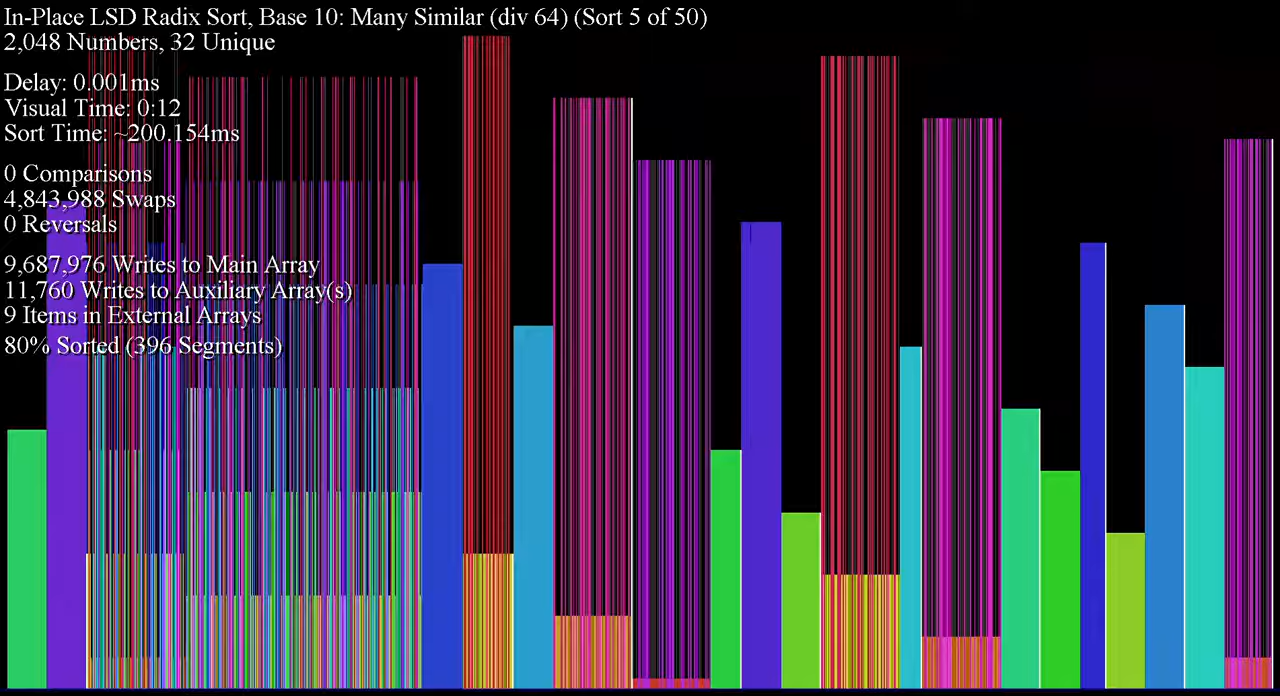 In-Place LSD Radix Sort, Base 10: Many Similar (div 64) (Sort 5 of 50)
2,048 Numbers, 32 Unique
Delay: 0.001ms
Visual Time: 0:12
Sort Time: ~200.154ms
0 Comparisons
4,843,988 Swaps
0 Reversals
9,687,976 Writes to Main Array
11,760 Writes to Auxiliary Array(s)
9 Items in External Arrays
80% Sorted (396 Segments)